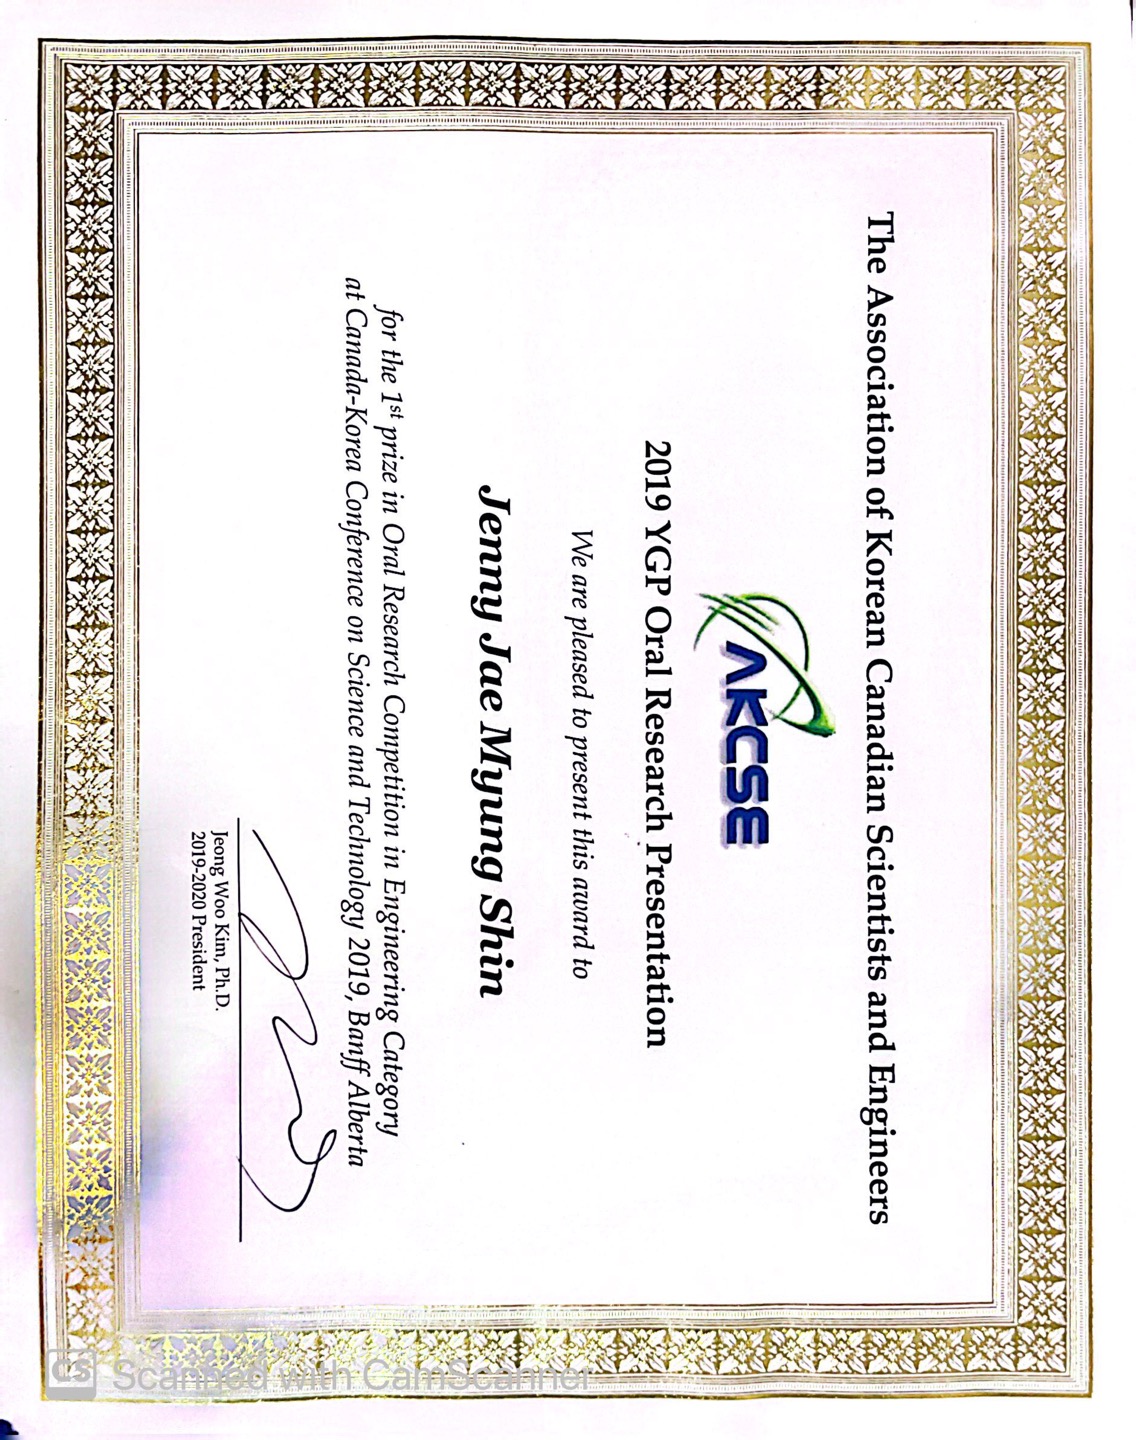 The Association of Korean Canadian Scientists and Engineers
AKCSE
2019 YGP Oral Research Presentation
We are pleased to present this award to
Jenny Jae Myung Shin
for the 1st prize in Oral Research Competition in Engineering Category
at Canada-Korea Conference on Science and Technology 2019, Banff Alberta
Jeong Woo Kim, Ph.D.
2019-2020 President
CS Scanned with CamScanner